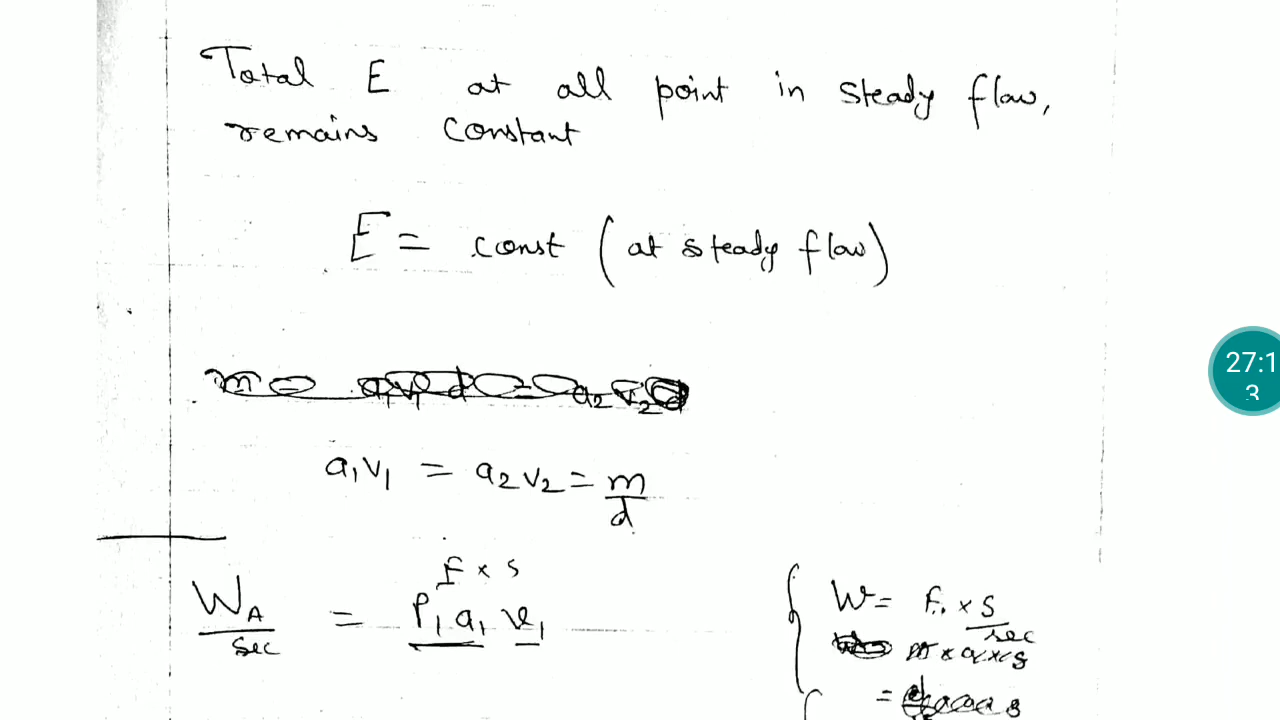 Total E at all point in steady flow,
remains constant
E = const (at steady flow)
a₁v₁ = a₂v₂ = m/d
F × s
W_A/sec = P₁ a₁ v₁
W = F. × s/sec
27:1
3